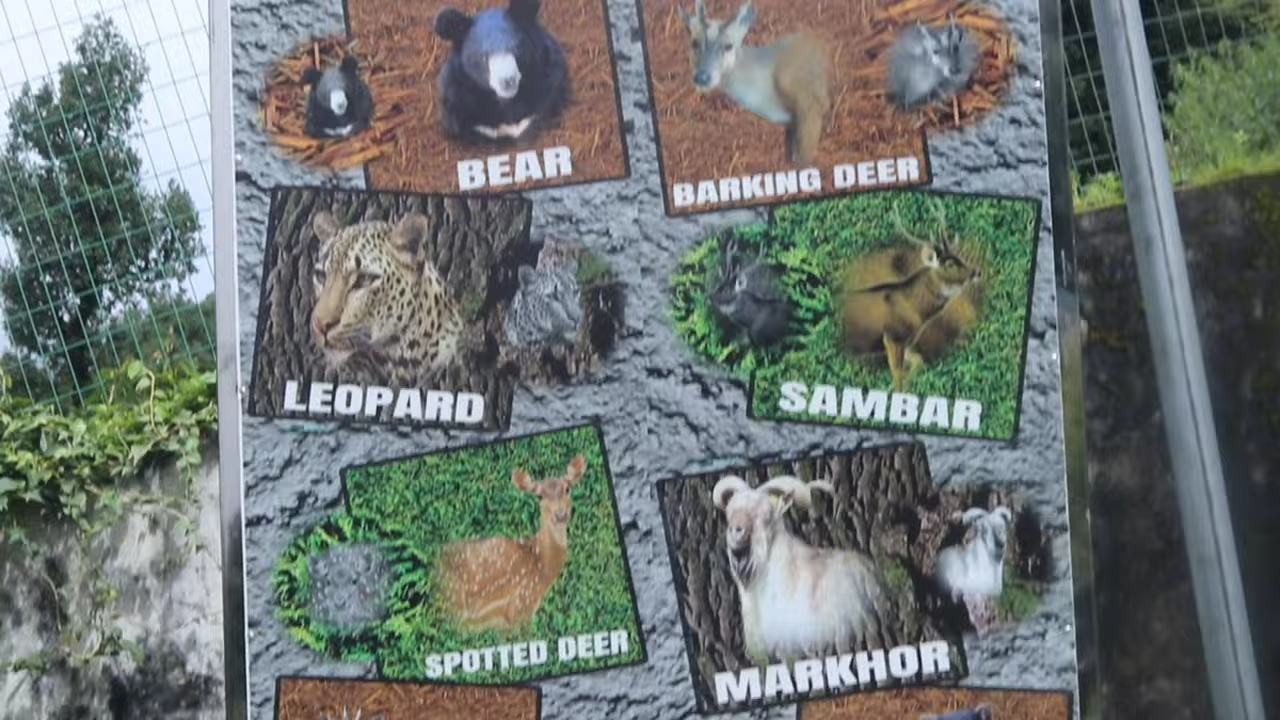 BEAR
BARKING DEER
LEOPARD
SAMBAR
SPOTTED DEER
MARKHOR